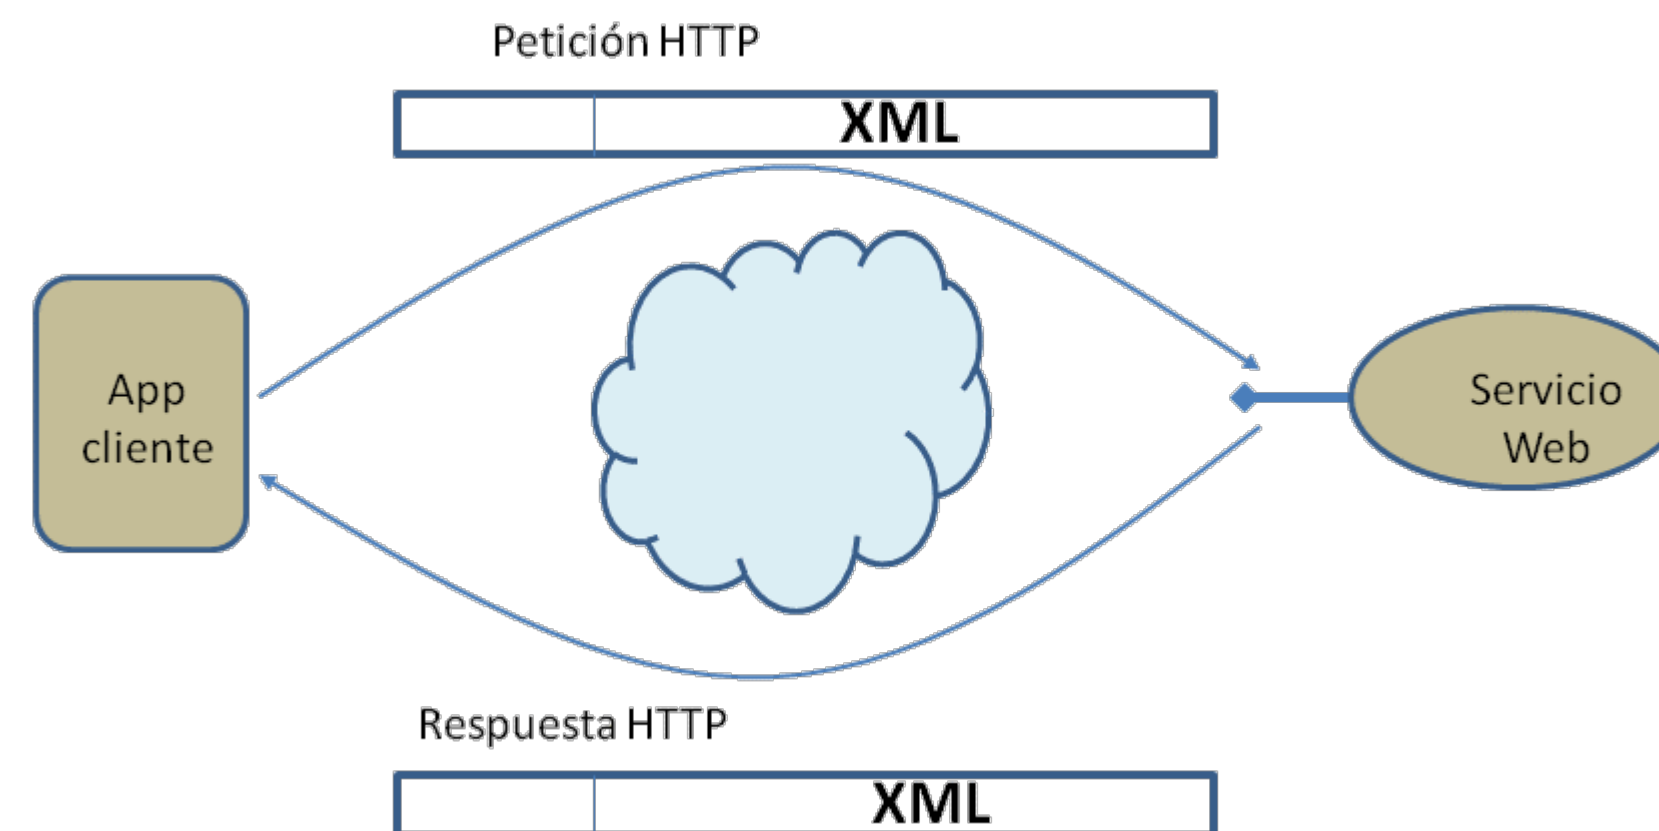 Petición HTTP
XML
App
cliente
Servicio
Web
Respuesta HTTP
XML